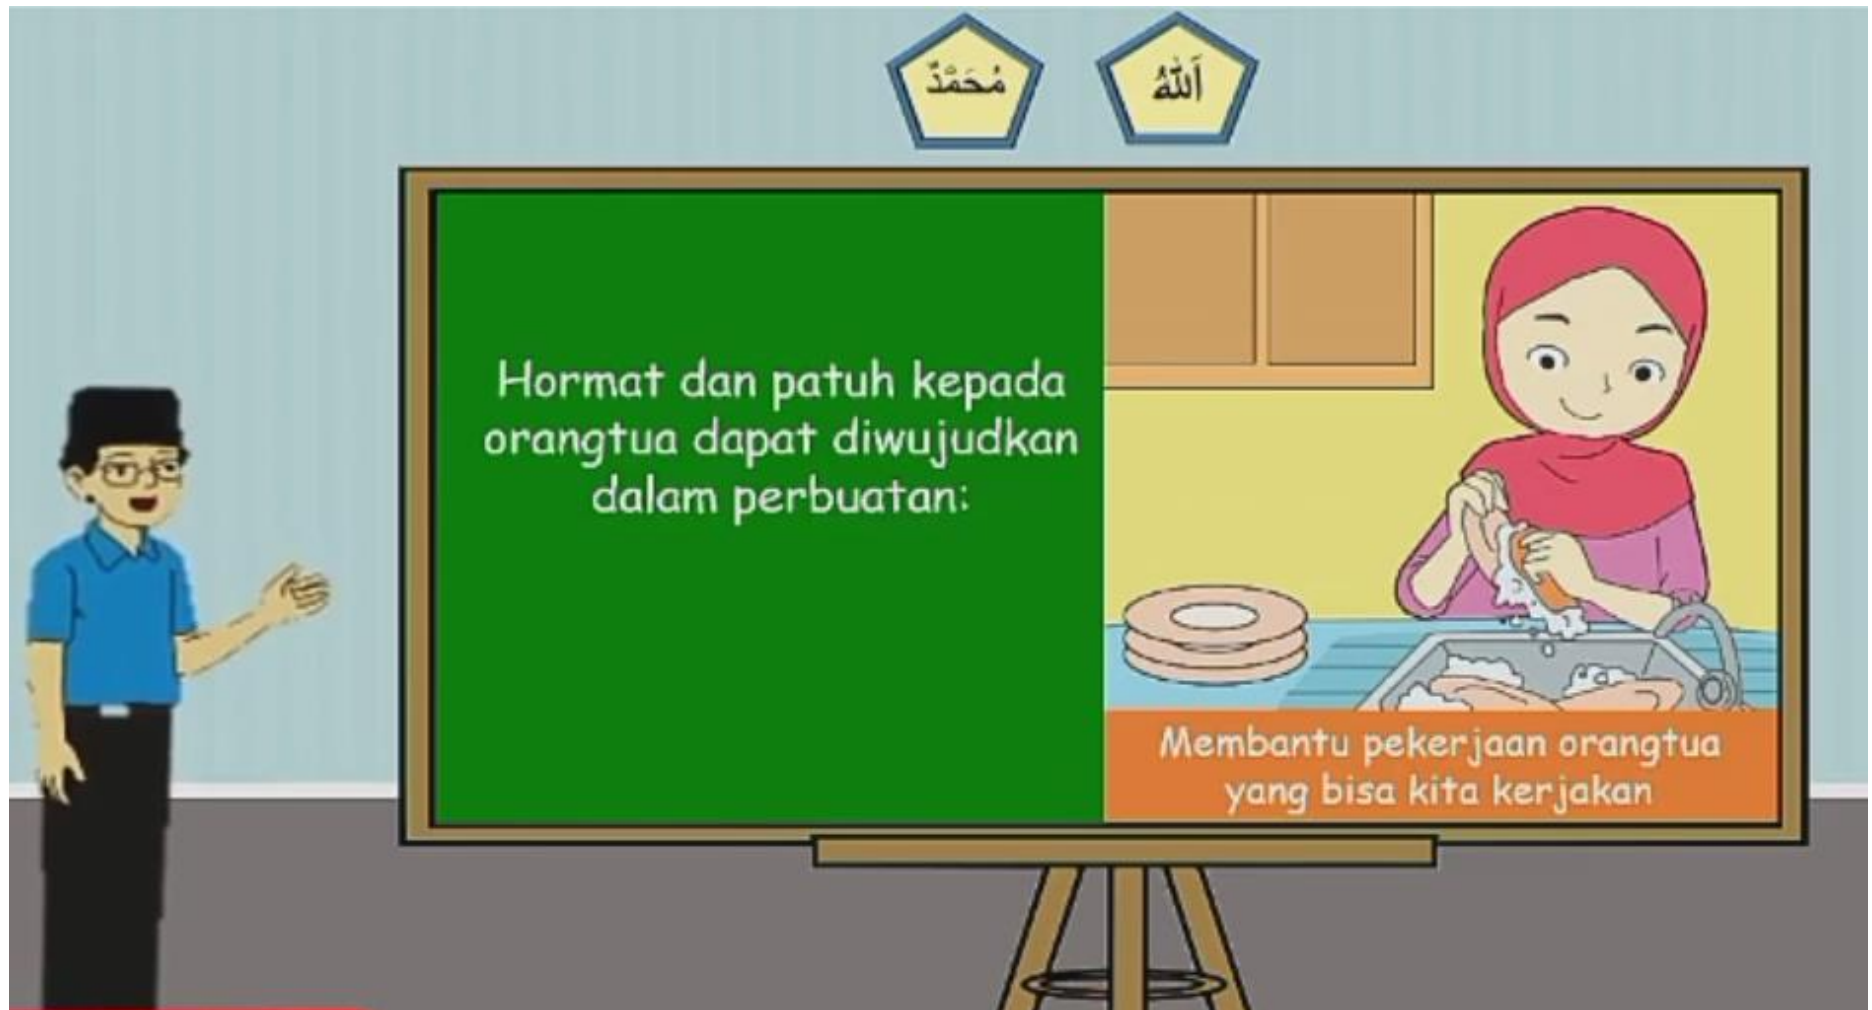 اَللّٰهُ
مُحَمَّدٌ
Hormat dan patuh kepada
orangtua dapat diwujudkan
dalam perbuatan:
Membantu pekerjaan orangtua
yang bisa kita kerjakan